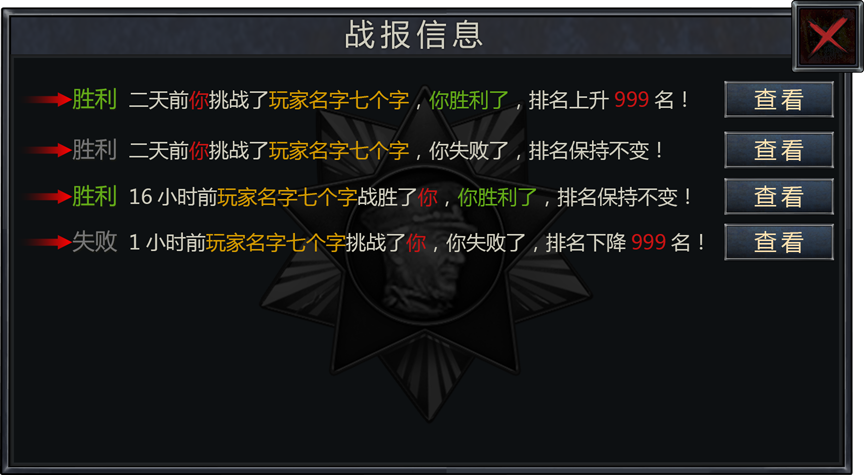 战报信息
胜利 二天前你挑战了玩家名字七个字，你胜利了，排名上升 999 名！ 查看
胜利 二天前你挑战了玩家名字七个字，你失败了，排名保持不变！ 查看
胜利 16 小时前玩家名字七个字战胜了你，你胜利了，排名保持不变！ 查看
失败 1 小时前玩家名字七个字挑战了你，你失败了，排名下降 999 名！ 查看